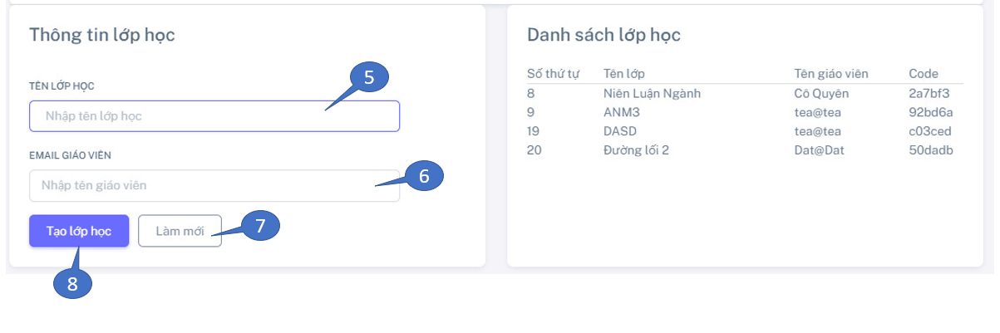 Thông tin lớp học
5
TÊN LỚP HỌC
Nhập tên lớp học
EMAIL GIÁO VIÊN
6
Nhập tên giáo viên
Tạo lớp học
Làm mới
7
8
Danh sách lớp học
Số thứ tự Tên lớp Tên giáo viên Code
8 Niên Luận Ngành Cô Quyên 2a7bf3
9 ANM3 tea@tea 92bd6a
19 DASD tea@tea c03ced
20 Đường lối 2 Dat@Dat 50dadb